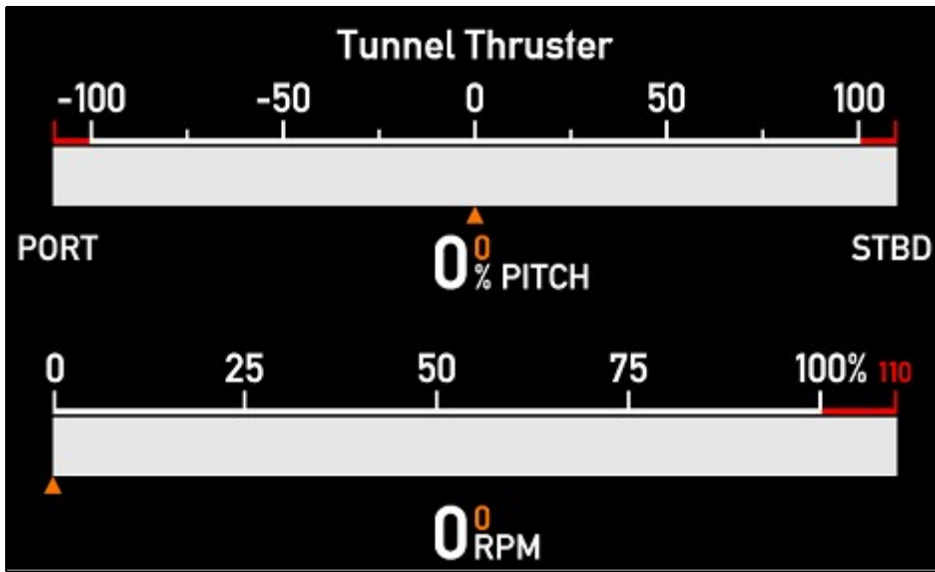 Tunnel Thruster
-100 -50 0 50 100
PORT STBD
0 0 % PITCH
0 25 50 75 100% 110
0 0 RPM